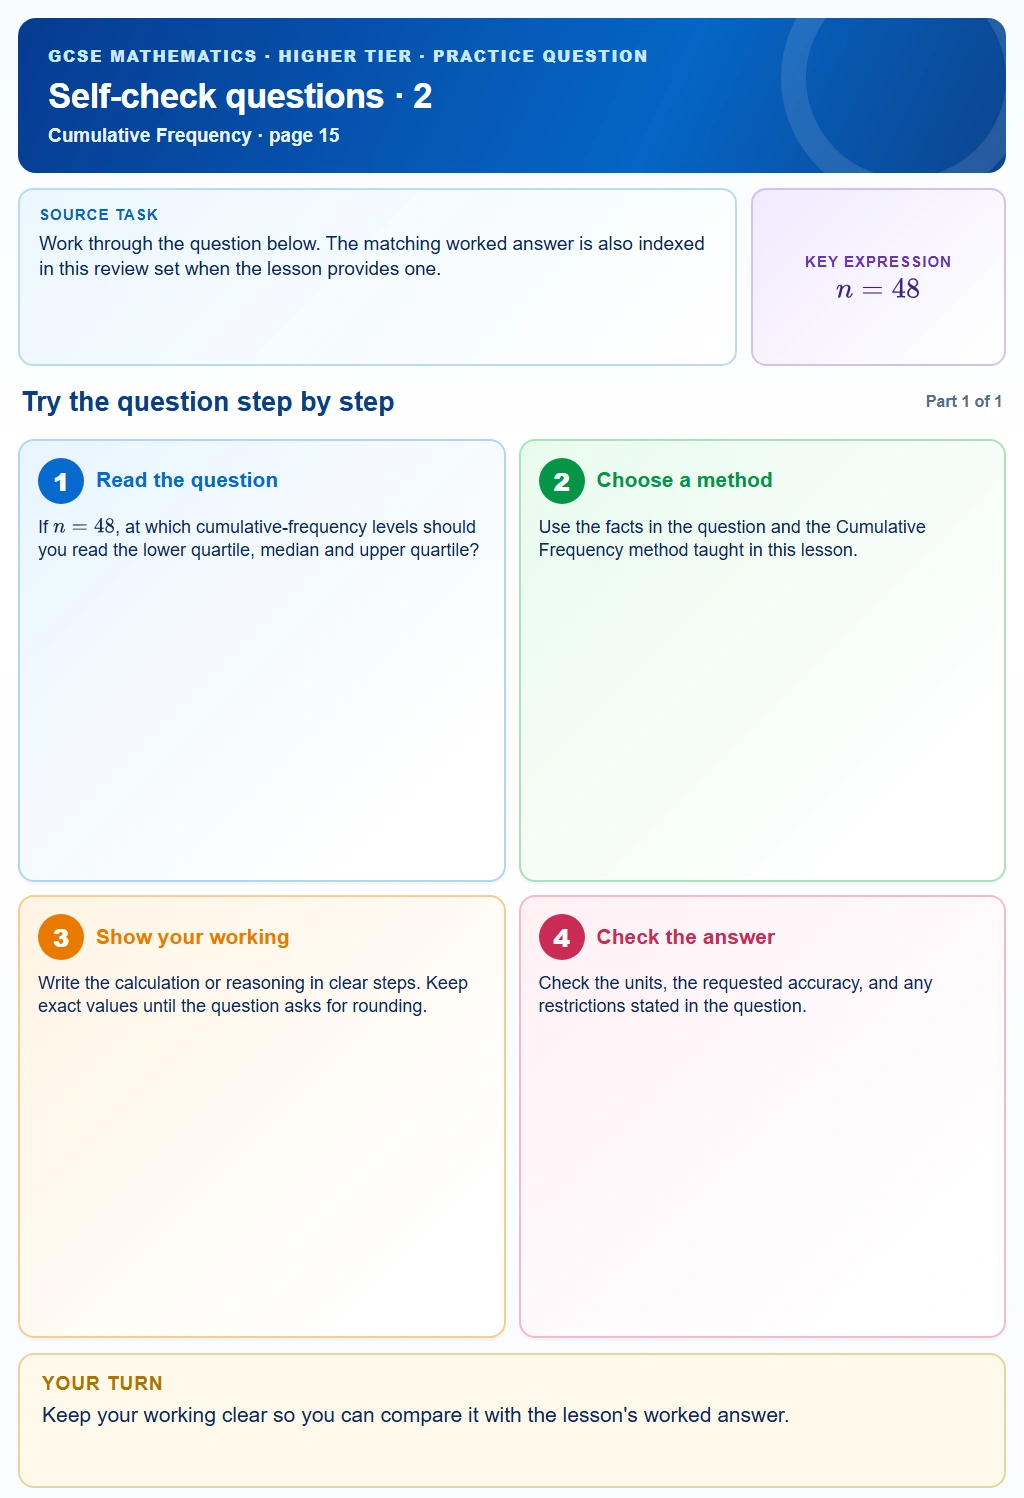 GCSE MATHEMATICS · HIGHER TIER · PRACTICE QUESTION
Self-check questions · 2
Cumulative Frequency · page 15
SOURCE TASK
Work through the question below. The matching worked answer is also indexed
in this review set when the lesson provides one.
KEY EXPRESSION
n = 48
Try the question step by step
Part 1 of 1
1 Read the question
If n = 48, at which cumulative-frequency levels should
you read the lower quartile, median and upper quartile?
2 Choose a method
Use the facts in the question and the Cumulative
Frequency method taught in this lesson.
3 Show your working
Write the calculation or reasoning in clear steps. Keep
exact values until the question asks for rounding.
4 Check the answer
Check the units, the requested accuracy, and any
restrictions stated in the question.
YOUR TURN
Keep your working clear so you can compare it with the lesson's worked answer.